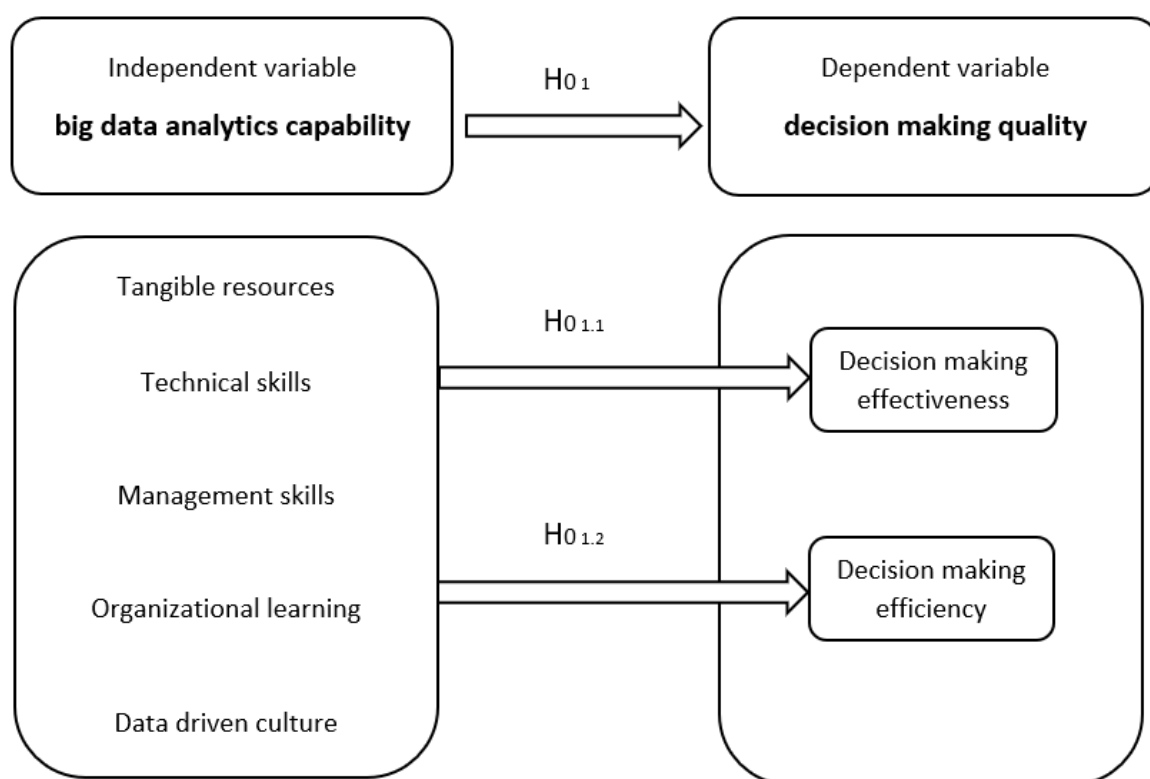 Independent variable
big data analytics capability
H0 1
Dependent variable
decision making quality
Tangible resources
Technical skills
Management skills
Organizational learning
Data driven culture
H0 1.1
Decision making
effectiveness
H0 1.2
Decision making
efficiency